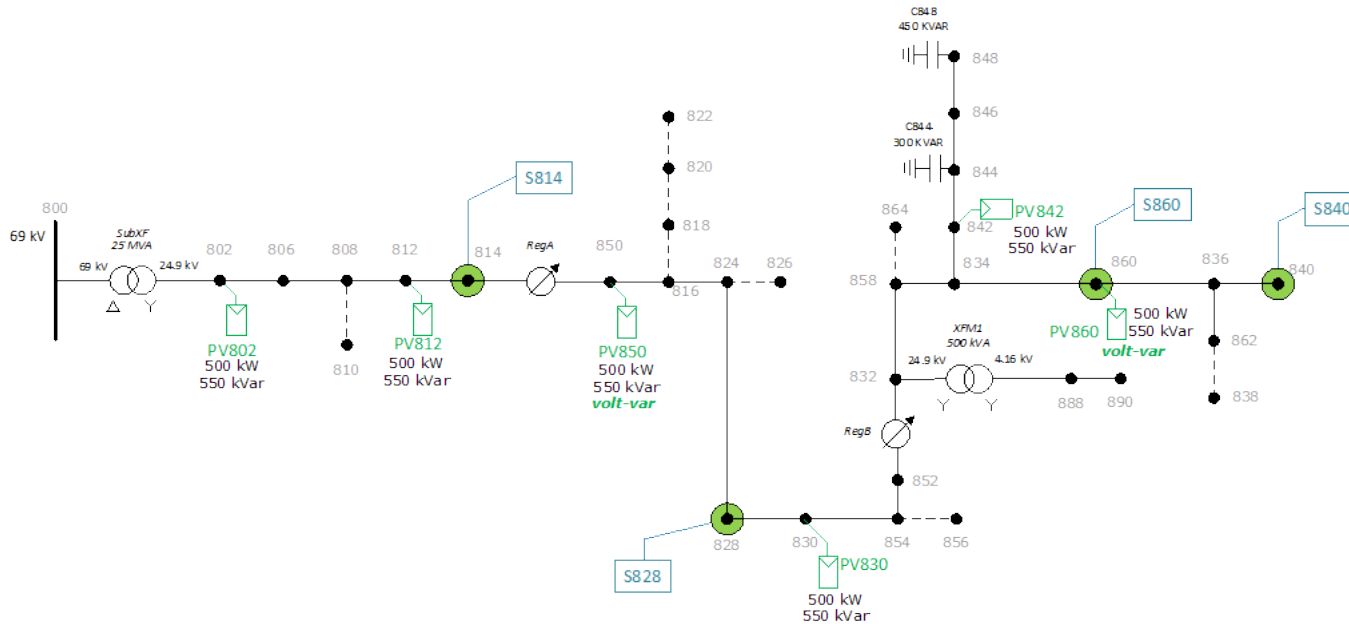 C848
450 KVAR
848
822
846
C844
300 KVAR
820
844
S814
S860
S840
800
864
PV842
69 kV
SubXF
25 MVA
818
842
500 kW
550 kVar
69 kV
24.9 kV
802
806
808
812
814
RegA
850
824
826
816
858
834
860
836
840
PV802
500 kW
550 kVar
810
PV812
500 kW
550 kVar
PV850
500 kW
550 kVar
volt-var
XFM1
500 kVA
PV860
500 kW
550 kVar
volt-var
862
24.9 kV
4.16 kV
832
888
890
838
RegB
852
828
830
854
856
S828
PV830
500 kW
550 kVar